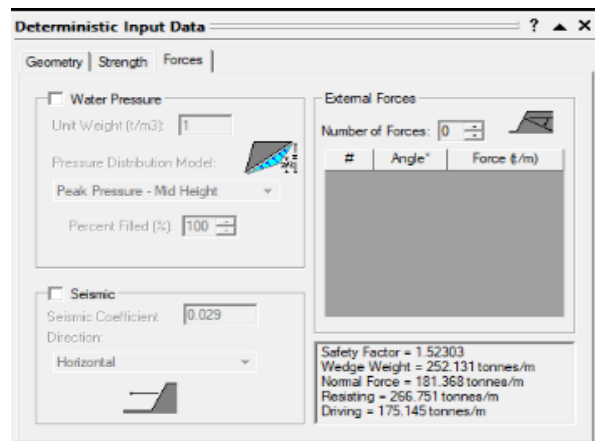 Deterministic Input Data
?
Geometry
Strength
Forces
Water Pressure
Unit Weight (t/m3):
1
Pressure Distribution Model:
Peak Pressure - Mid Height
Percent Filled (%):
100
Seismic
Seismic Coefficient
0.029
Direction:
Horizontal
External Forces
Number of Forces:
0
# Angle° Force (t/m)
Safety Factor = 1.52303
Wedge Weight = 252.131 tonnes/m
Normal Force = 181.368 tonnes/m
Resisting = 266.751 tonnes/m
Driving = 175.145 tonnes/m